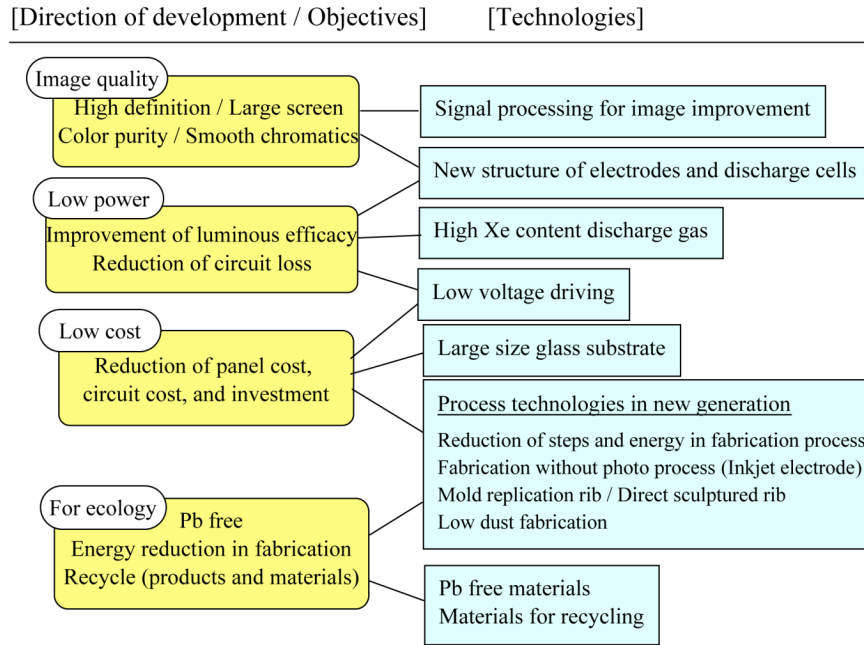 [Direction of development / Objectives] [Technologies]
Image quality
High definition / Large screen
Color purity / Smooth chromatics
Signal processing for image improvement
New structure of electrodes and discharge cells
Low power
Improvement of luminous efficacy
Reduction of circuit loss
High Xe content discharge gas
Low voltage driving
Low cost
Reduction of panel cost,
circuit cost, and investment
Large size glass substrate
Process technologies in new generation
Reduction of steps and energy in fabrication process
Fabrication without photo process (Inkjet electrode)
Mold replication rib / Direct sculptured rib
Low dust fabrication
For ecology
Pb free
Energy reduction in fabrication
Recycle (products and materials)
Pb free materials
Materials for recycling